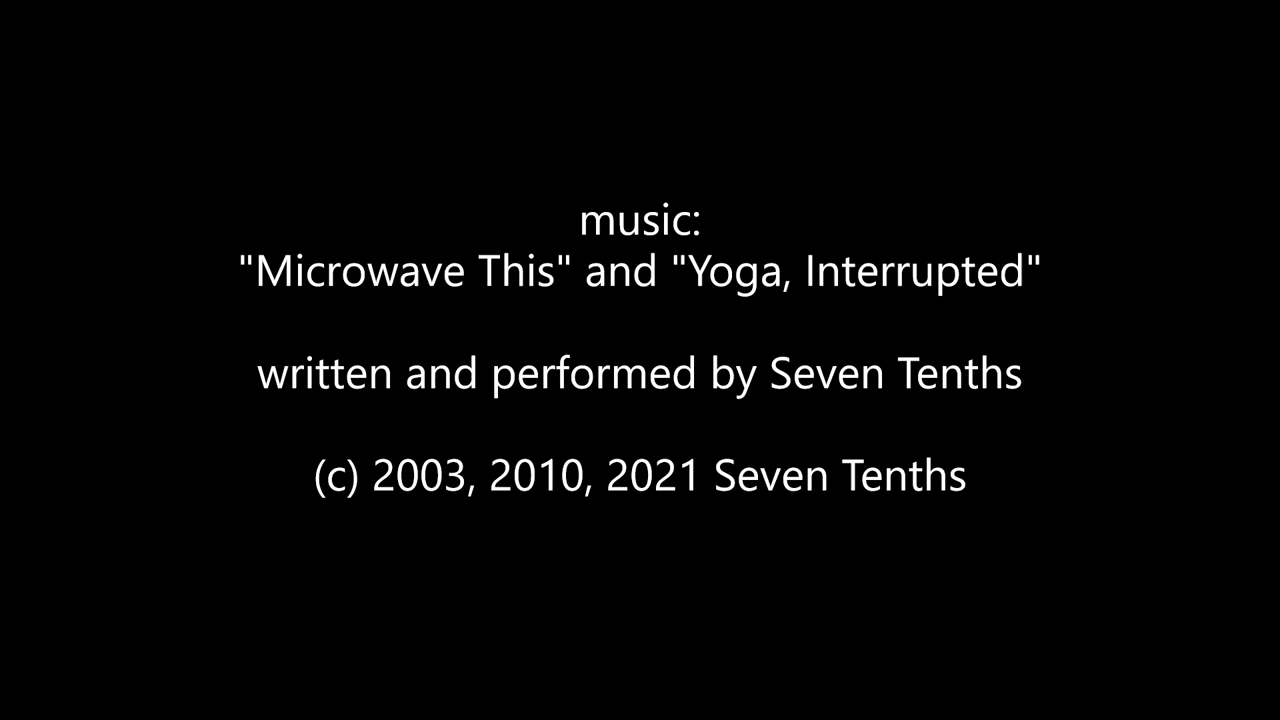 music:
"Microwave This" and "Yoga, Interrupted"
written and performed by Seven Tenths
(c) 2003, 2010, 2021 Seven Tenths